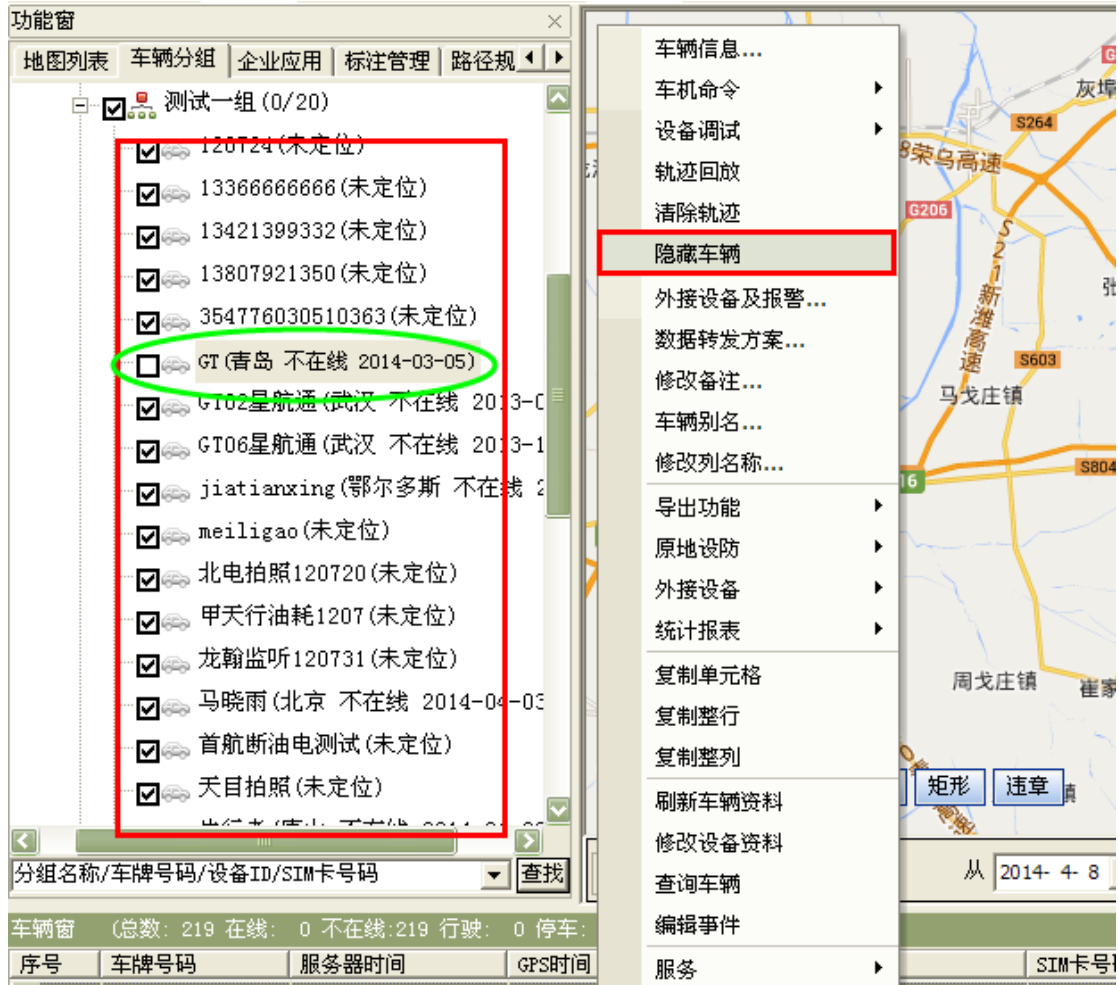 功能窗
地图列表 车辆分组 企业应用 标注管理 路径规
测试一组(0/20)
120724(未定位)
13366666666(未定位)
13421399332(未定位)
13807921350(未定位)
354776030510363(未定位)
GT(青岛 不在线 2014-03-05)
GT02星航通(武汉 不在线 2013-0
GT06星航通(武汉 不在线 2013-1
jiatianxing(鄂尔多斯 不在线 2
meiligao(未定位)
北电拍照120720(未定位)
甲天行油耗1207(未定位)
龙翰监听120731(未定位)
马晓雨(北京 不在线 2014-04-03
首航断油电测试(未定位)
天目拍照(未定位)
分组名称/车牌号码/设备ID/SIM卡号码
查找
车辆信息...
车机命令
设备调试
轨迹回放
清除轨迹
隐藏车辆
外接设备及报警...
数据转发方案...
修改备注...
车辆别名...
修改列名称...
导出功能
原地设防
外接设备
统计报表
复制单元格
复制整行
复制整列
刷新车辆资料
修改设备资料
查询车辆
编辑事件
服务
灰埠
S264
8荣乌高速
G206
S21新潍高速
S603
马戈庄镇
S804
16
周戈庄镇
崔家
矩形 违章
从 2014- 4- 8
车辆窗 (总数: 219 在线: 0 不在线:219 行驶: 0 停车:
序号 车牌号码 服务器时间 GPS时间 SIM卡号